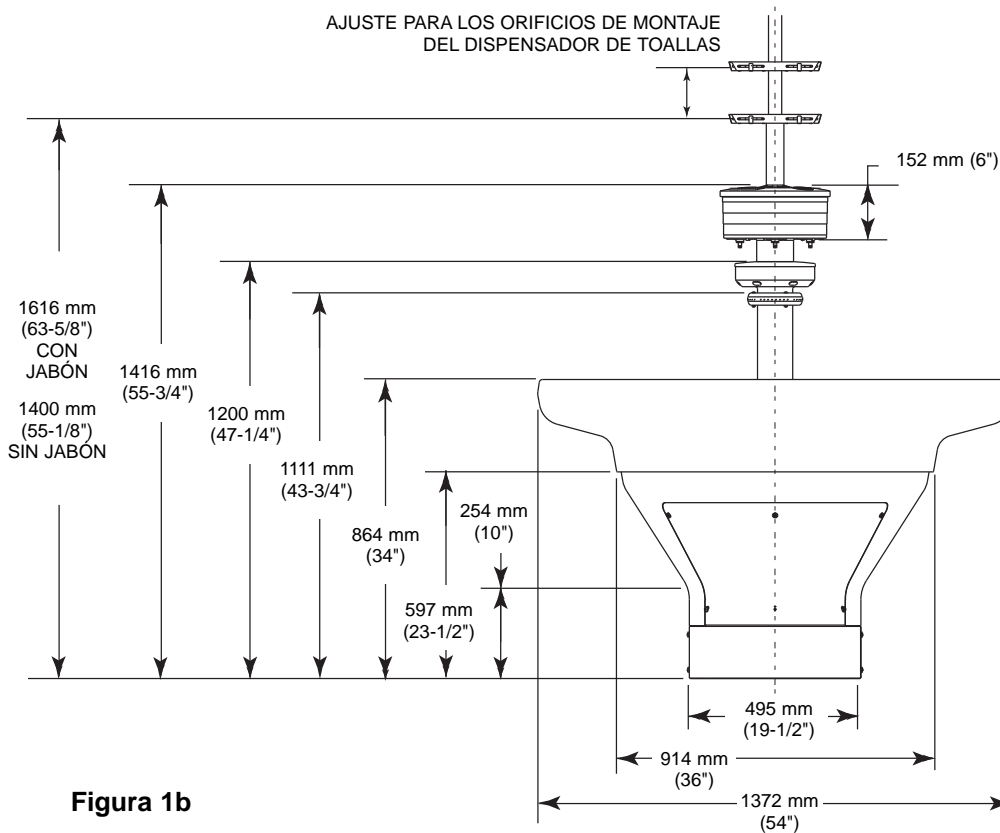 AJUSTE PARA LOS ORIFICIOS DE MONTAJE
DEL DISPENSADOR DE TOALLAS
152 mm (6")
1616 mm
(63-5/8")
CON
JABÓN
1400 mm
(55-1/8")
SIN JABÓN
1416 mm
(55-3/4")
1200 mm
(47-1/4")
1111 mm
(43-3/4")
864 mm
(34")
254 mm
(10")
597 mm
(23-1/2")
495 mm
(19-1/2")
914 mm
(36")
1372 mm
(54")
Figura 1b